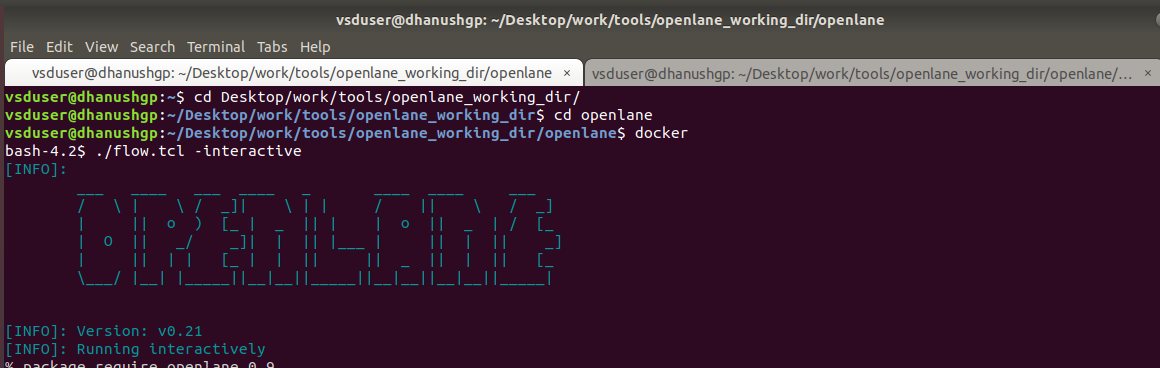 vsduser@dhanushgp: ~/Desktop/work/tools/openlane_working_dir/openlane
File Edit View Search Terminal Tabs Help
vsduser@dhanushgp: ~/Desktop/work/tools/openlane_working_dir/openlane × vsduser@dhanushgp: ~/Desktop/work/tools/openlane_working_dir/openlane/... ×
vsduser@dhanushgp:~$ cd Desktop/work/tools/openlane_working_dir/
vsduser@dhanushgp:~/Desktop/work/tools/openlane_working_dir$ cd openlane
vsduser@dhanushgp:~/Desktop/work/tools/openlane_working_dir/openlane$ docker
bash-4.2$ ./flow.tcl -interactive
[INFO]:
OPENLANE
[INFO]: Version: v0.21
[INFO]: Running interactively
% package require openlane 0.9